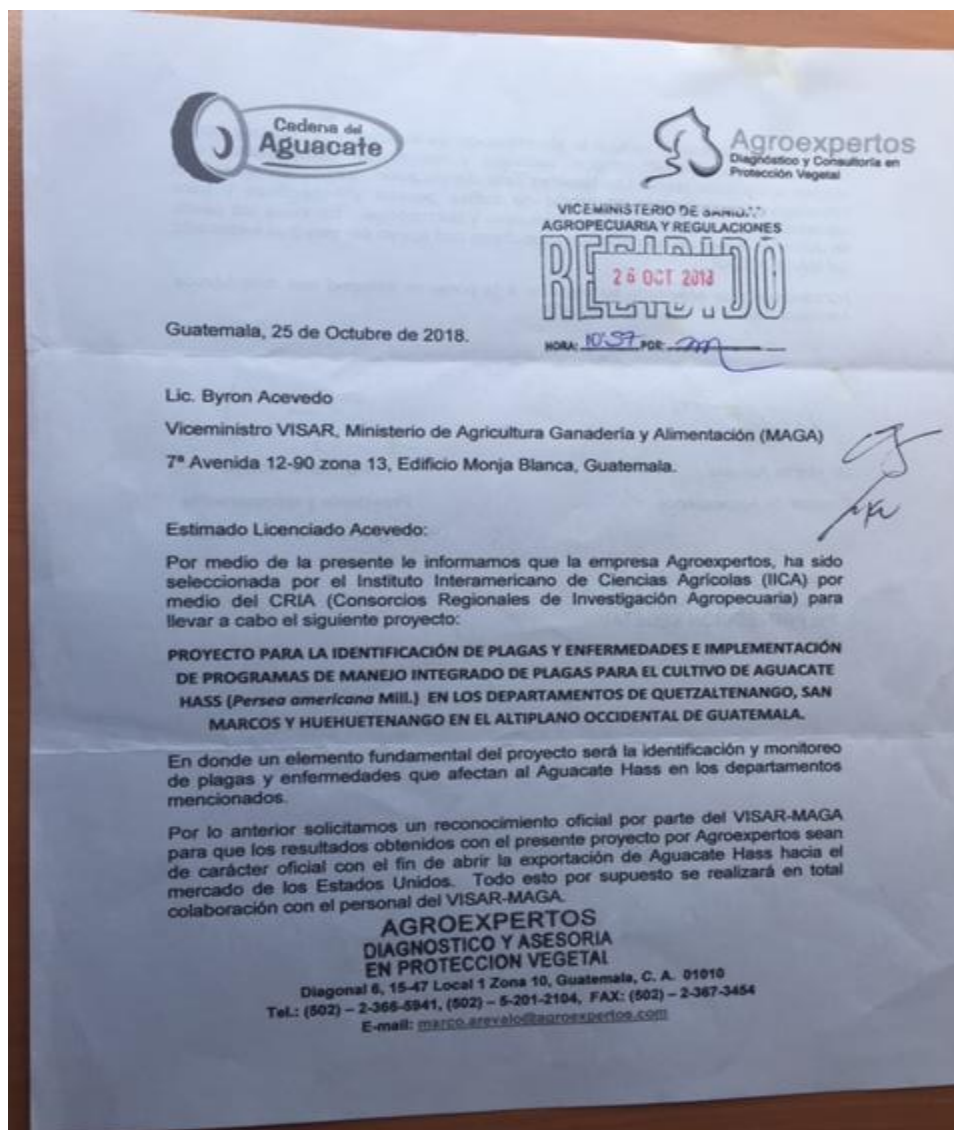 Cadena del
Aguacate
Agroexpertos
Diagnóstico y Consultoría en
Protección Vegetal
VICEMINISTERIO DE SANIDAD
AGROPECUARIA Y REGULACIONES
RECIBIDO
26 OCT 2018
HORA: 10:57 POR:
Guatemala, 25 de Octubre de 2018.
Lic. Byron Acevedo
Viceministro VISAR, Ministerio de Agricultura Ganadería y Alimentación (MAGA)
7ª Avenida 12-90 zona 13, Edificio Monja Blanca, Guatemala.
Estimado Licenciado Acevedo:
Por medio de la presente le informamos que la empresa Agroexpertos, ha sido
seleccionada por el Instituto Interamericano de Ciencias Agrícolas (IICA) por
medio del CRIA (Consorcios Regionales de Investigación Agropecuaria) para
llevar a cabo el siguiente proyecto:
PROYECTO PARA LA IDENTIFICACIÓN DE PLAGAS Y ENFERMEDADES E IMPLEMENTACIÓN
DE PROGRAMAS DE MANEJO INTEGRADO DE PLAGAS PARA EL CULTIVO DE AGUACATE
HASS (Persea americana Mill.) EN LOS DEPARTAMENTOS DE QUETZALTENANGO, SAN
MARCOS Y HUEHUETENANGO EN EL ALTIPLANO OCCIDENTAL DE GUATEMALA.
En donde un elemento fundamental del proyecto será la identificación y monitoreo
de plagas y enfermedades que afectan al Aguacate Hass en los departamentos
mencionados.
Por lo anterior solicitamos un reconocimiento oficial por parte del VISAR-MAGA
para que los resultados obtenidos con el presente proyecto por Agroexpertos sean
de carácter oficial con el fin de abrir la exportación de Aguacate Hass hacia el
mercado de los Estados Unidos. Todo esto por supuesto se realizará en total
colaboración con el personal del VISAR-MAGA.
AGROEXPERTOS
DIAGNOSTICO Y ASESORIA
EN PROTECCION VEGETAL
Diagonal 6, 15-47 Local 1 Zona 10, Guatemala, C. A. 01010
Tel.: (502) – 2-366-5941, (502) – 5-201-2104, FAX: (502) – 2-367-3454
E-mail: marco.arevalo@agroexpertos.com